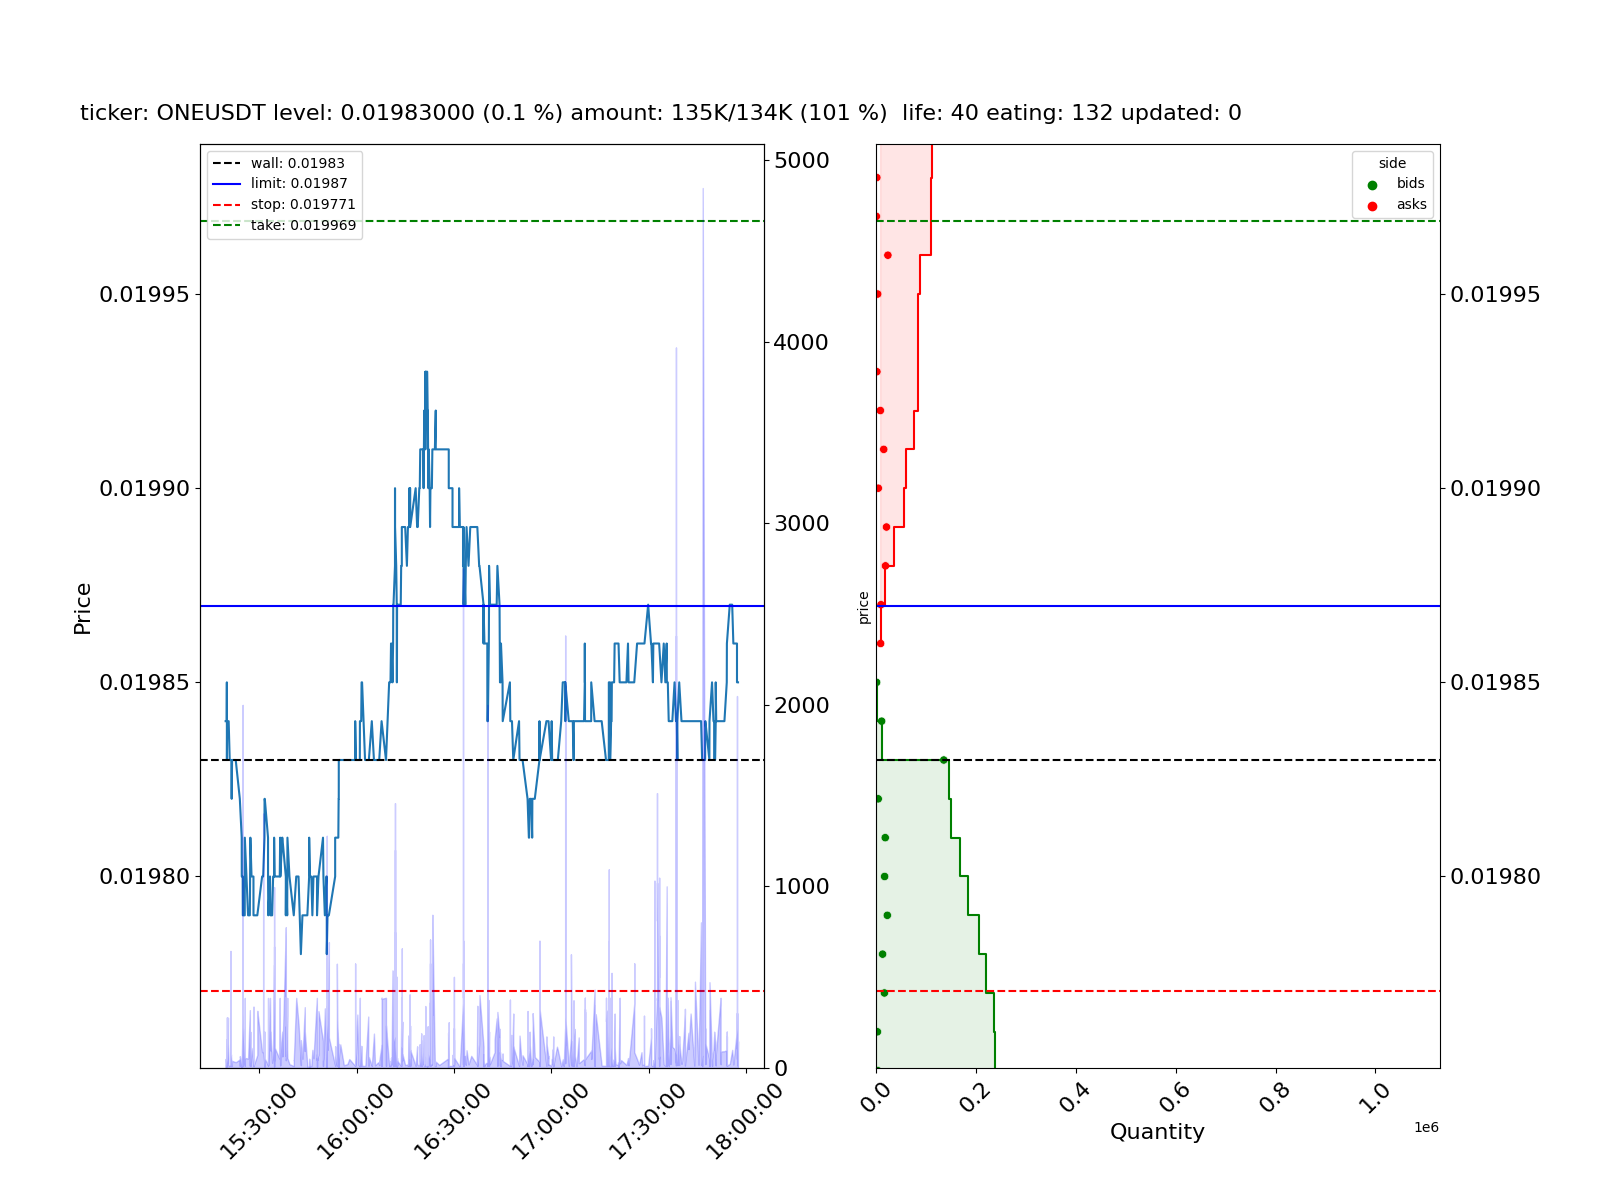 ticker: ONEUSDT level: 0.01983000 (0.1 %) amount: 135K/134K (101 %)  life: 40 eating: 132 updated: 0
wall: 0.01983
limit: 0.01987
stop: 0.019771
take: 0.019969
Price
0.01995
0.01990
0.01985
0.01980
5000
4000
3000
2000
1000
0
15:30:00
16:00:00
16:30:00
17:00:00
17:30:00
18:00:00
side
bids
asks
price
0.01995
0.01990
0.01985
0.01980
0.0
0.2
0.4
0.6
0.8
1.0
1e6
Quantity